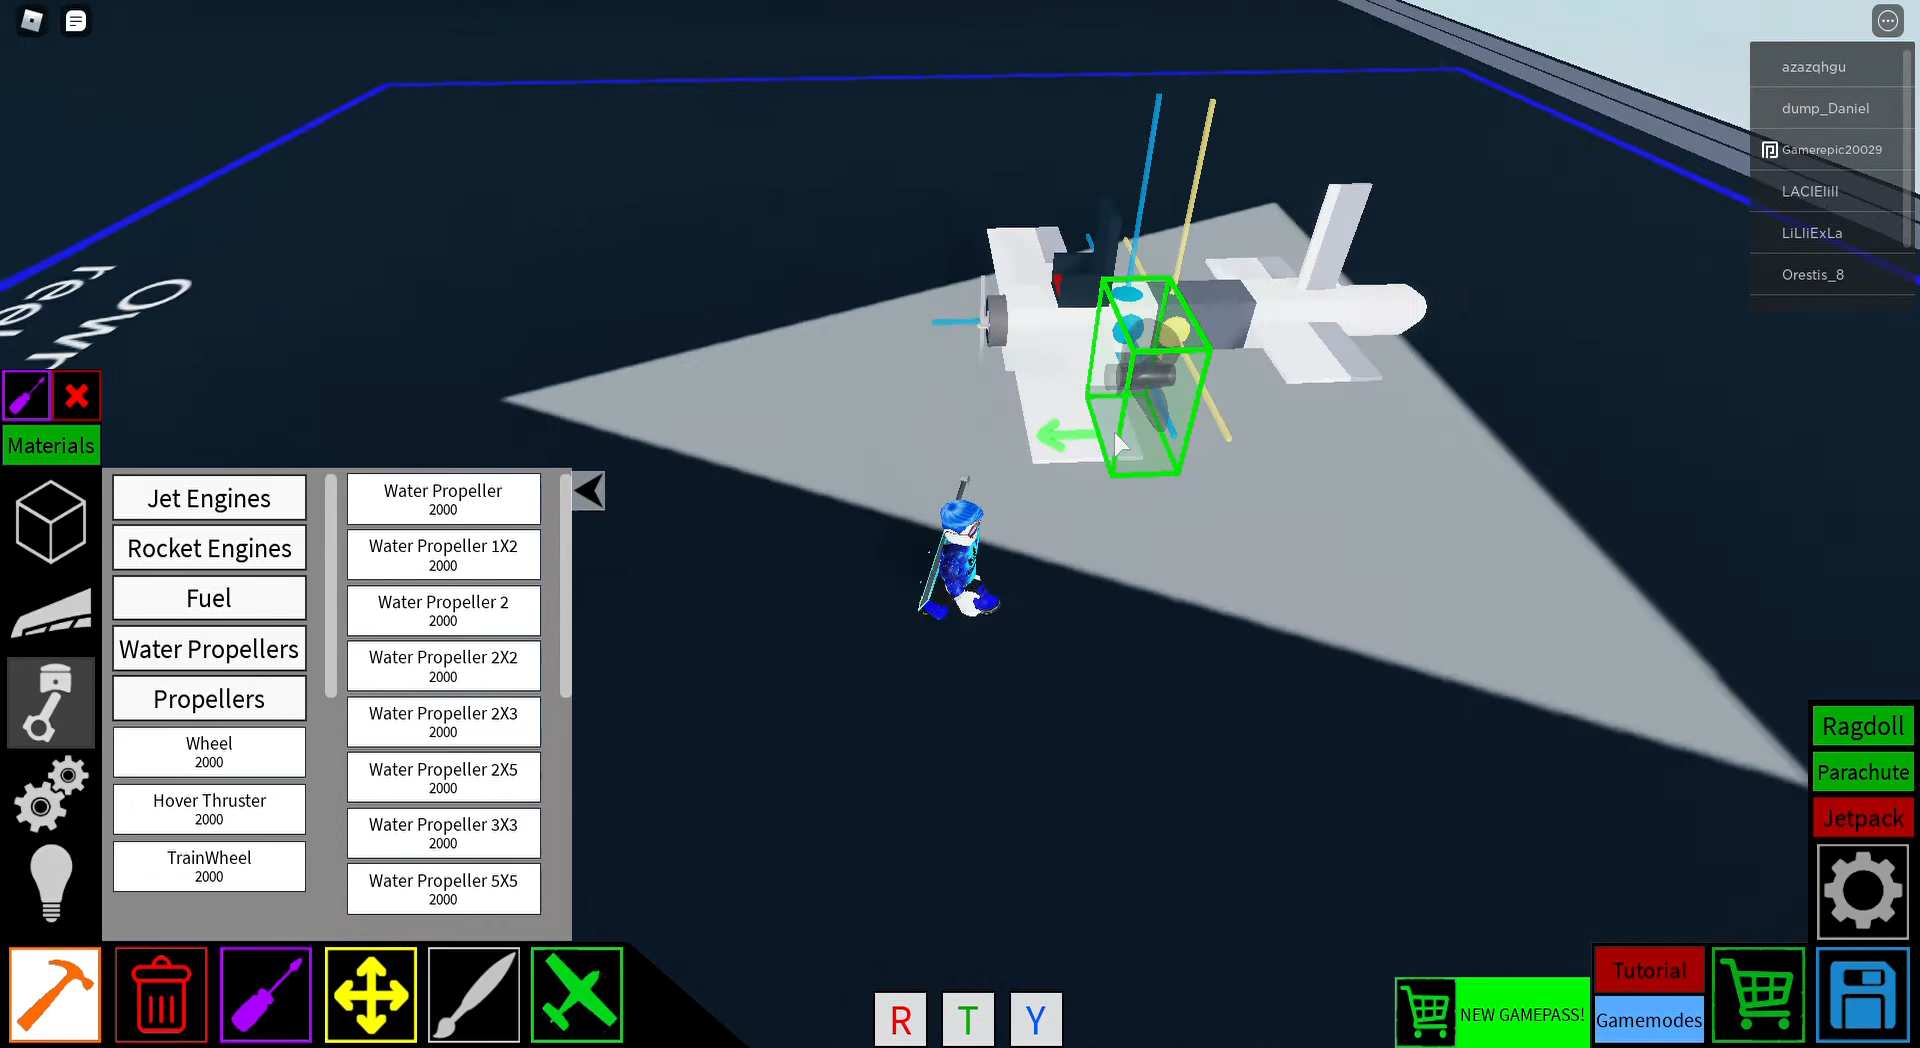 azazqhgu
dump_Daniel
Gamerepic20029
LiLIiExLa
Orestis_8
Own
Materials
Jet Engines
Rocket Engines
Fuel
Water Propellers
Propellers
Wheel
2000
Hover Thruster
2000
TrainWheel
2000
Water Propeller
2000
Water Propeller 1X2
2000
Water Propeller 2
2000
Water Propeller 2X2
2000
Water Propeller 2X3
2000
Water Propeller 2X5
2000
Water Propeller 3X3
2000
Water Propeller 5X5
2000
Ragdoll
Parachute
Jetpack
R T Y
NEW GAMEPASS!
Tutorial
Gamemodes